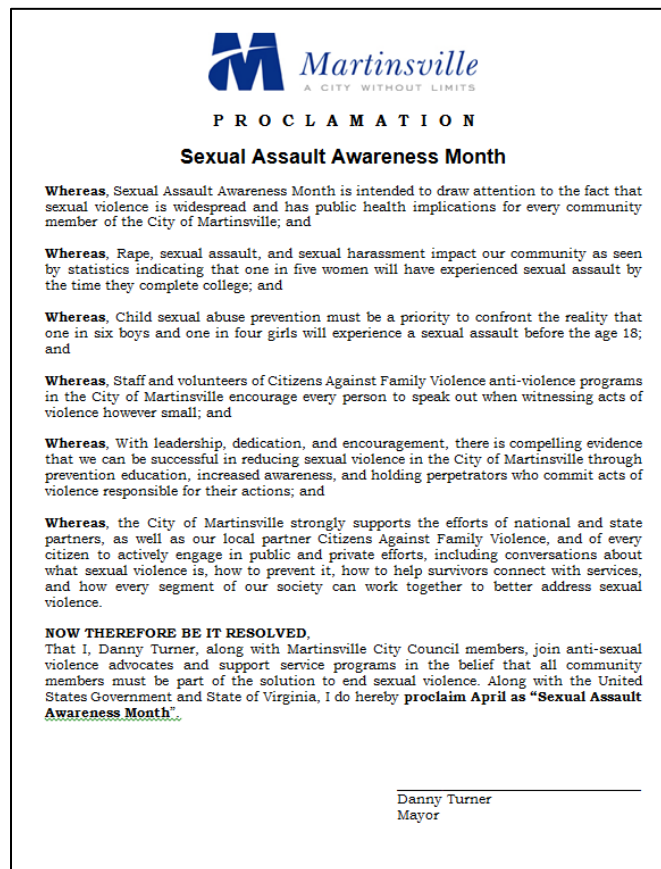 Martinsville
A CITY WITHOUT LIMITS
PROCLAMATION
Sexual Assault Awareness Month
Whereas, Sexual Assault Awareness Month is intended to draw attention to the fact that
sexual violence is widespread and has public health implications for every community
member of the City of Martinsville; and
Whereas, Rape, sexual assault, and sexual harassment impact our community as seen
by statistics indicating that one in five women will have experienced sexual assault by
the time they complete college; and
Whereas, Child sexual abuse prevention must be a priority to confront the reality that
one in six boys and one in four girls will experience a sexual assault before the age 18;
and
Whereas, Staff and volunteers of Citizens Against Family Violence anti-violence programs
in the City of Martinsville encourage every person to speak out when witnessing acts of
violence however small; and
Whereas, With leadership, dedication, and encouragement, there is compelling evidence
that we can be successful in reducing sexual violence in the City of Martinsville through
prevention education, increased awareness, and holding perpetrators who commit acts of
violence responsible for their actions; and
Whereas, the City of Martinsville strongly supports the efforts of national and state
partners, as well as our local partner Citizens Against Family Violence, and of every
citizen to actively engage in public and private efforts, including conversations about
what sexual violence is, how to prevent it, how to help survivors connect with services,
and how every segment of our society can work together to better address sexual
violence.
NOW THEREFORE BE IT RESOLVED,
That I, Danny Turner, along with Martinsville City Council members, join anti-sexual
violence advocates and support service programs in the belief that all community
members must be part of the solution to end sexual violence. Along with the United
States Government and State of Virginia, I do hereby proclaim April as “Sexual Assault
Awareness Month”.
Danny Turner
Mayor